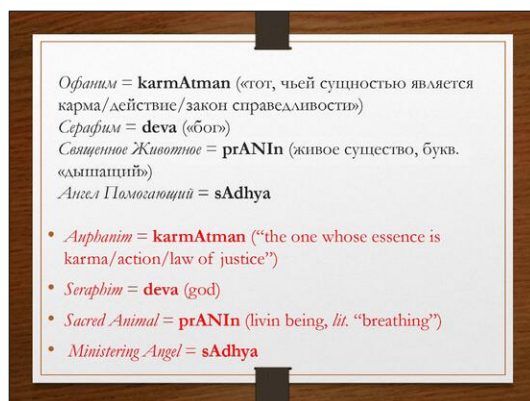 Офаним = karmAtman («тот, чьей сущностью является
карма/действие/закон справедливости»)
Серафим = deva («бог»)
Священное Животное = prANIn (живое существо, букв.
«дышащий»)
Ангел Помогающий = sAdhya
• Auphanim = karmAtman (“the one whose essence is
karma/action/law of justice”)
• Seraphim = deva (god)
• Sacred Animal = prANIn (livin being, lit. “breathing”)
• Ministering Angel = sAdhya